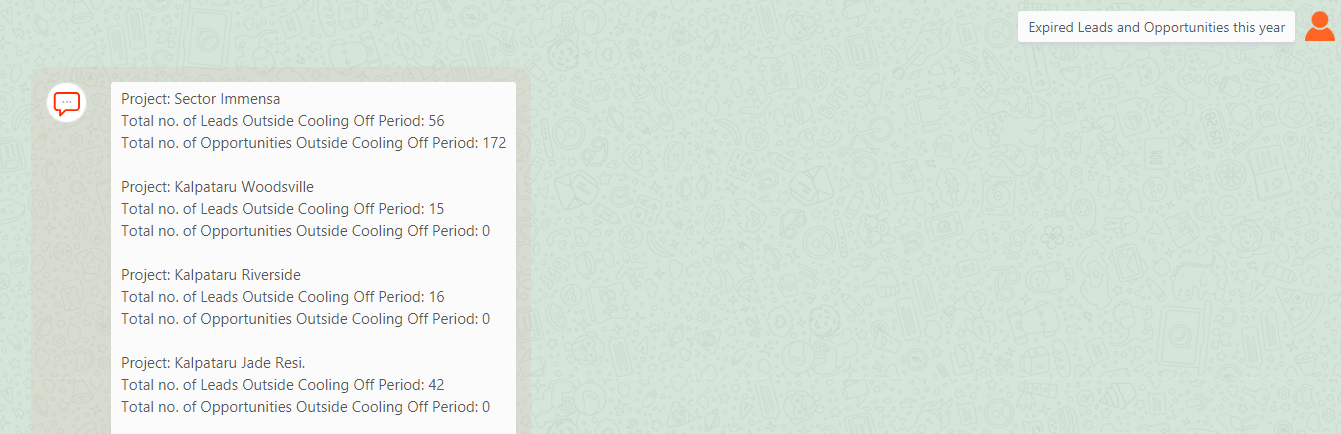 Expired Leads and Opportunities this year
Project: Sector Immensa
Total no. of Leads Outside Cooling Off Period: 56
Total no. of Opportunities Outside Cooling Off Period: 172
Project: Kalpataru Woodsville
Total no. of Leads Outside Cooling Off Period: 15
Total no. of Opportunities Outside Cooling Off Period: 0
Project: Kalpataru Riverside
Total no. of Leads Outside Cooling Off Period: 16
Total no. of Opportunities Outside Cooling Off Period: 0
Project: Kalpataru Jade Resi.
Total no. of Leads Outside Cooling Off Period: 42
Total no. of Opportunities Outside Cooling Off Period: 0